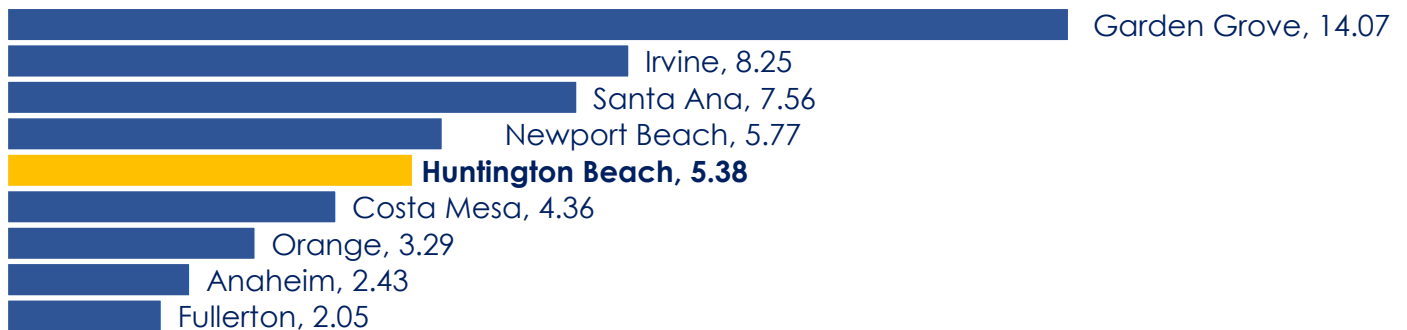 Garden Grove, 14.07
Irvine, 8.25
Santa Ana, 7.56
Newport Beach, 5.77
Huntington Beach, 5.38
Costa Mesa, 4.36
Orange, 3.29
Anaheim, 2.43
Fullerton, 2.05